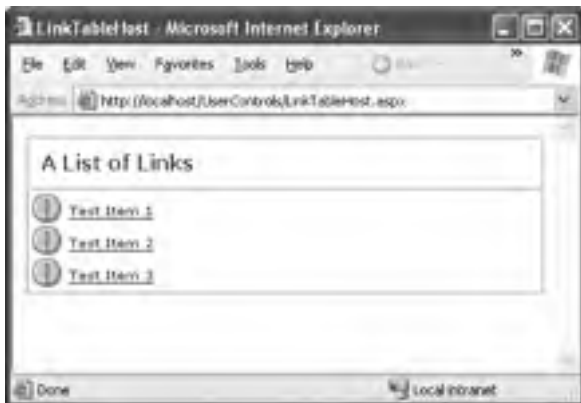 LinkTableHost - Microsoft Internet Explorer
File Edit View Favorites Tools Help
Address http://localhost/UserControls/LinkTableHost.aspx
A List of Links
Test Item 1
Test Item 2
Test Item 3
Done Local intranet